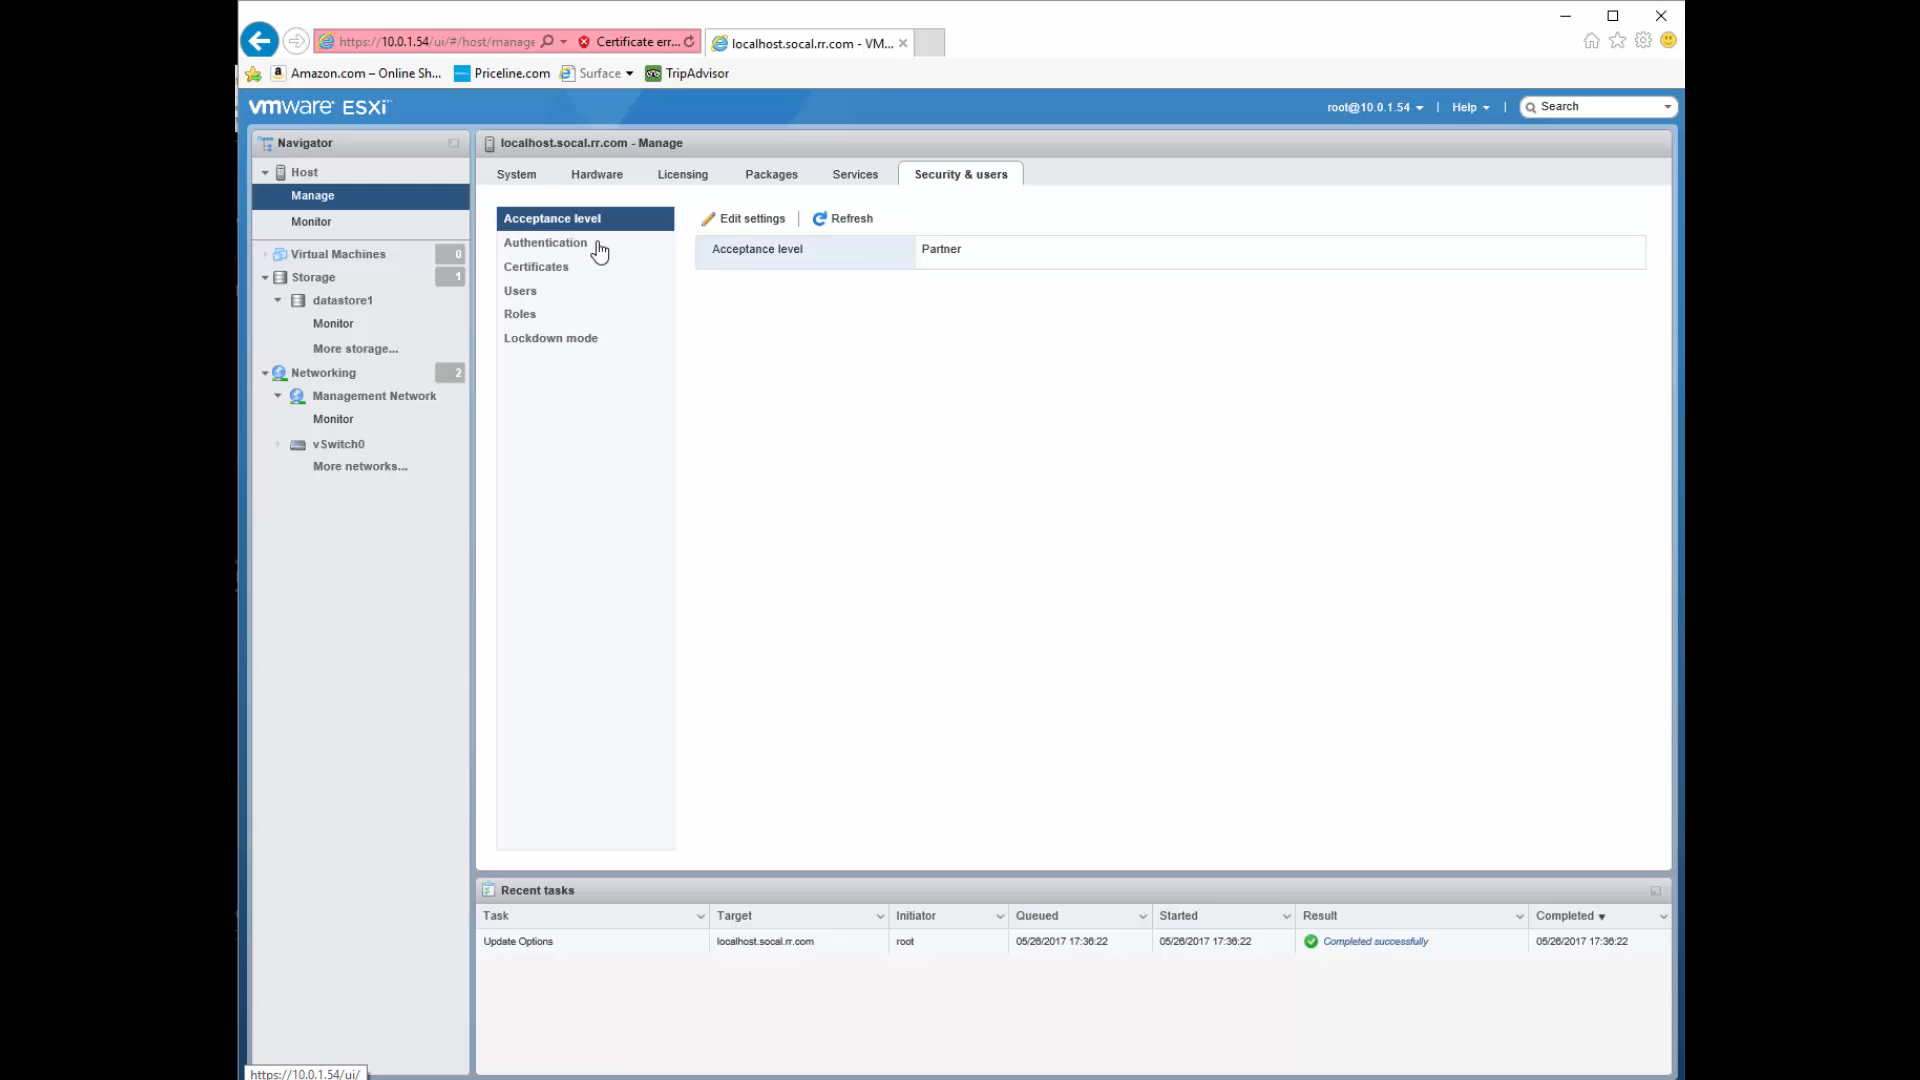 https://10.0.1.54/ui/#/host/manage
Certificate err...
localhost.socal.rr.com - VM...
Amazon.com – Online Sh...
Priceline.com
Surface
TripAdvisor
vmware ESXi
root@10.0.1.54
Help
Search
Navigator
Host
Manage
Monitor
Virtual Machines 0
Storage 1
datastore1
Monitor
More storage...
Networking 2
Management Network
Monitor
vSwitch0
More networks...
localhost.socal.rr.com - Manage
System Hardware Licensing Packages Services Security & users
Acceptance level
Authentication
Certificates
Users
Roles
Lockdown mode
Edit settings Refresh
Acceptance level Partner
Recent tasks
Task Target Initiator Queued Started Result Completed
Update Options localhost.socal.rr.com root 05/26/2017 17:36:22 05/26/2017 17:36:22 Completed successfully 05/26/2017 17:36:22
https://10.0.1.54/ui/